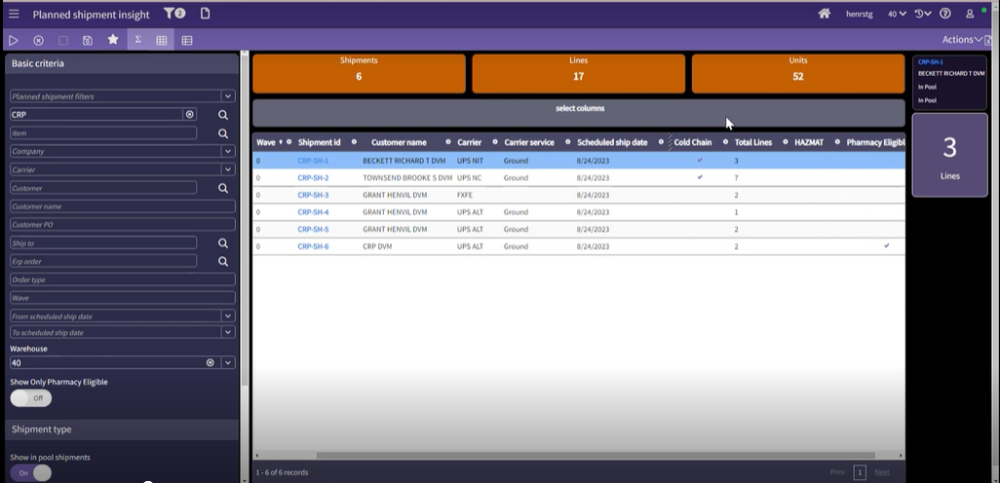 Planned shipment insight 2 henrstg 40
Σ Actions
Basic criteria
Planned shipment filters
CRP
Item
Company
Carrier
Customer
Customer name
Customer PO
Ship to
Erp order
Order type
Wave
From scheduled ship date
To scheduled ship date
Warehouse
40
Show Only Pharmacy Eligible
Off
Shipment type
Show in pool shipments
On
Shipments Lines Units
6 17 52
select columns
Wave Shipment id Customer name Carrier Carrier service Scheduled ship date Cold Chain Total Lines HAZMAT Pharmacy Eligibl
0 CRP-SH-1 BECKETT RICHARD T DVM UPS NIT Ground 8/24/2023 3
0 CRP-SH-2 TOWNSEND BROOKE S DVM UPS NC Ground 8/24/2023 7
0 CRP-SH-3 GRANT HENVIL DVM FXFE 8/24/2023 2
0 CRP-SH-4 GRANT HENVIL DVM UPS ALT Ground 8/24/2023 1
0 CRP-SH-5 GRANT HENVIL DVM UPS ALT Ground 8/24/2023 2
0 CRP-SH-6 CRP DVM UPS ALT Ground 8/24/2023 2
1 - 6 of 6 records Prev 1 Next
CRP-SH-1
BECKETT RICHARD T DVM
In Pool
In Pool
3
Lines